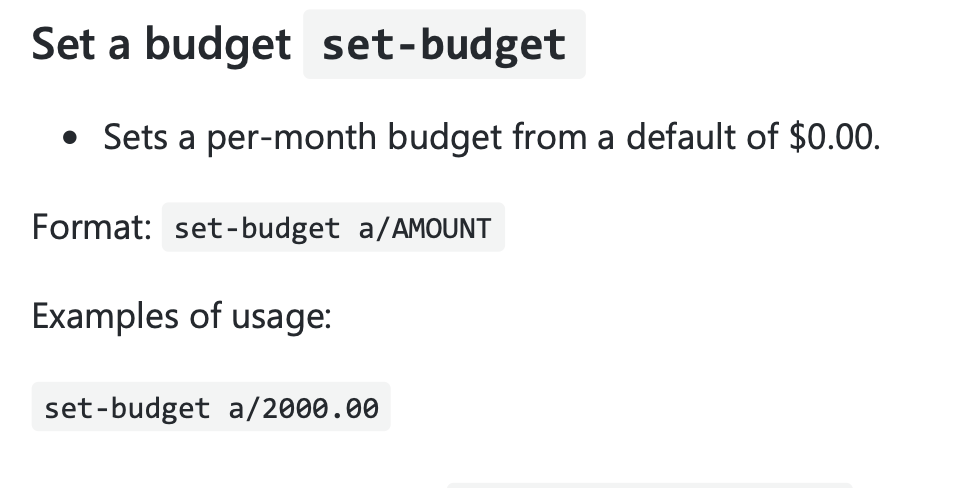 Set a budget set-budget
• Sets a per-month budget from a default of $0.00.
Format: set-budget a/AMOUNT
Examples of usage:
set-budget a/2000.00